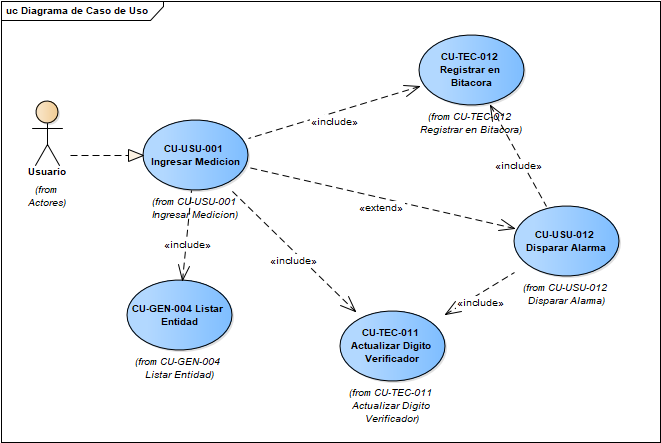 uc Diagrama de Caso de Uso
CU-TEC-012
Registrar en
Bitacora
(from CU-TEC-012
Registrar en Bitacora)
«include»
«include»
Usuario
(from
Actores)
CU-USU-001
Ingresar Medicion
(from CU-USU-001
Ingresar Medicion)
«extend»
CU-USU-012
Disparar Alarma
(from CU-USU-012
Disparar Alarma)
«include»
«include»
«include»
CU-GEN-004 Listar
Entidad
(from CU-GEN-004
Listar Entidad)
CU-TEC-011
Actualizar Digito
Verificador
(from CU-TEC-011
Actualizar Digito
Verificador)